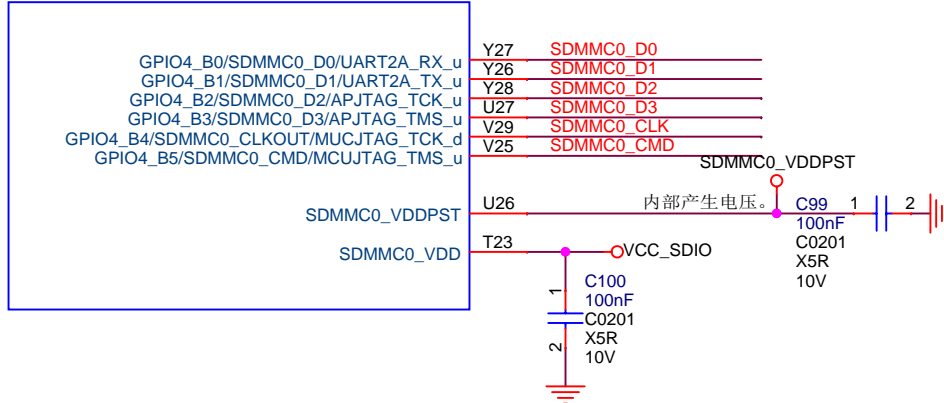 GPIO4_B0/SDMMC0_D0/UART2A_RX_u Y27 SDMMC0_D0
GPIO4_B1/SDMMC0_D1/UART2A_TX_u Y26 SDMMC0_D1
GPIO4_B2/SDMMC0_D2/APJTAG_TCK_u Y28 SDMMC0_D2
GPIO4_B3/SDMMC0_D3/APJTAG_TMS_u U27 SDMMC0_D3
GPIO4_B4/SDMMC0_CLKOUT/MUCJTAG_TCK_d V29 SDMMC0_CLK
GPIO4_B5/SDMMC0_CMD/MCUJTAG_TMS_u V25 SDMMC0_CMD
SDMMC0_VDDPST
SDMMC0_VDDPST U26 内部产生电压。 C99 1 2
100nF
C0201
X5R
10V
SDMMC0_VDD T23 VCC_SDIO
1 C100
100nF
C0201
X5R
2 10V